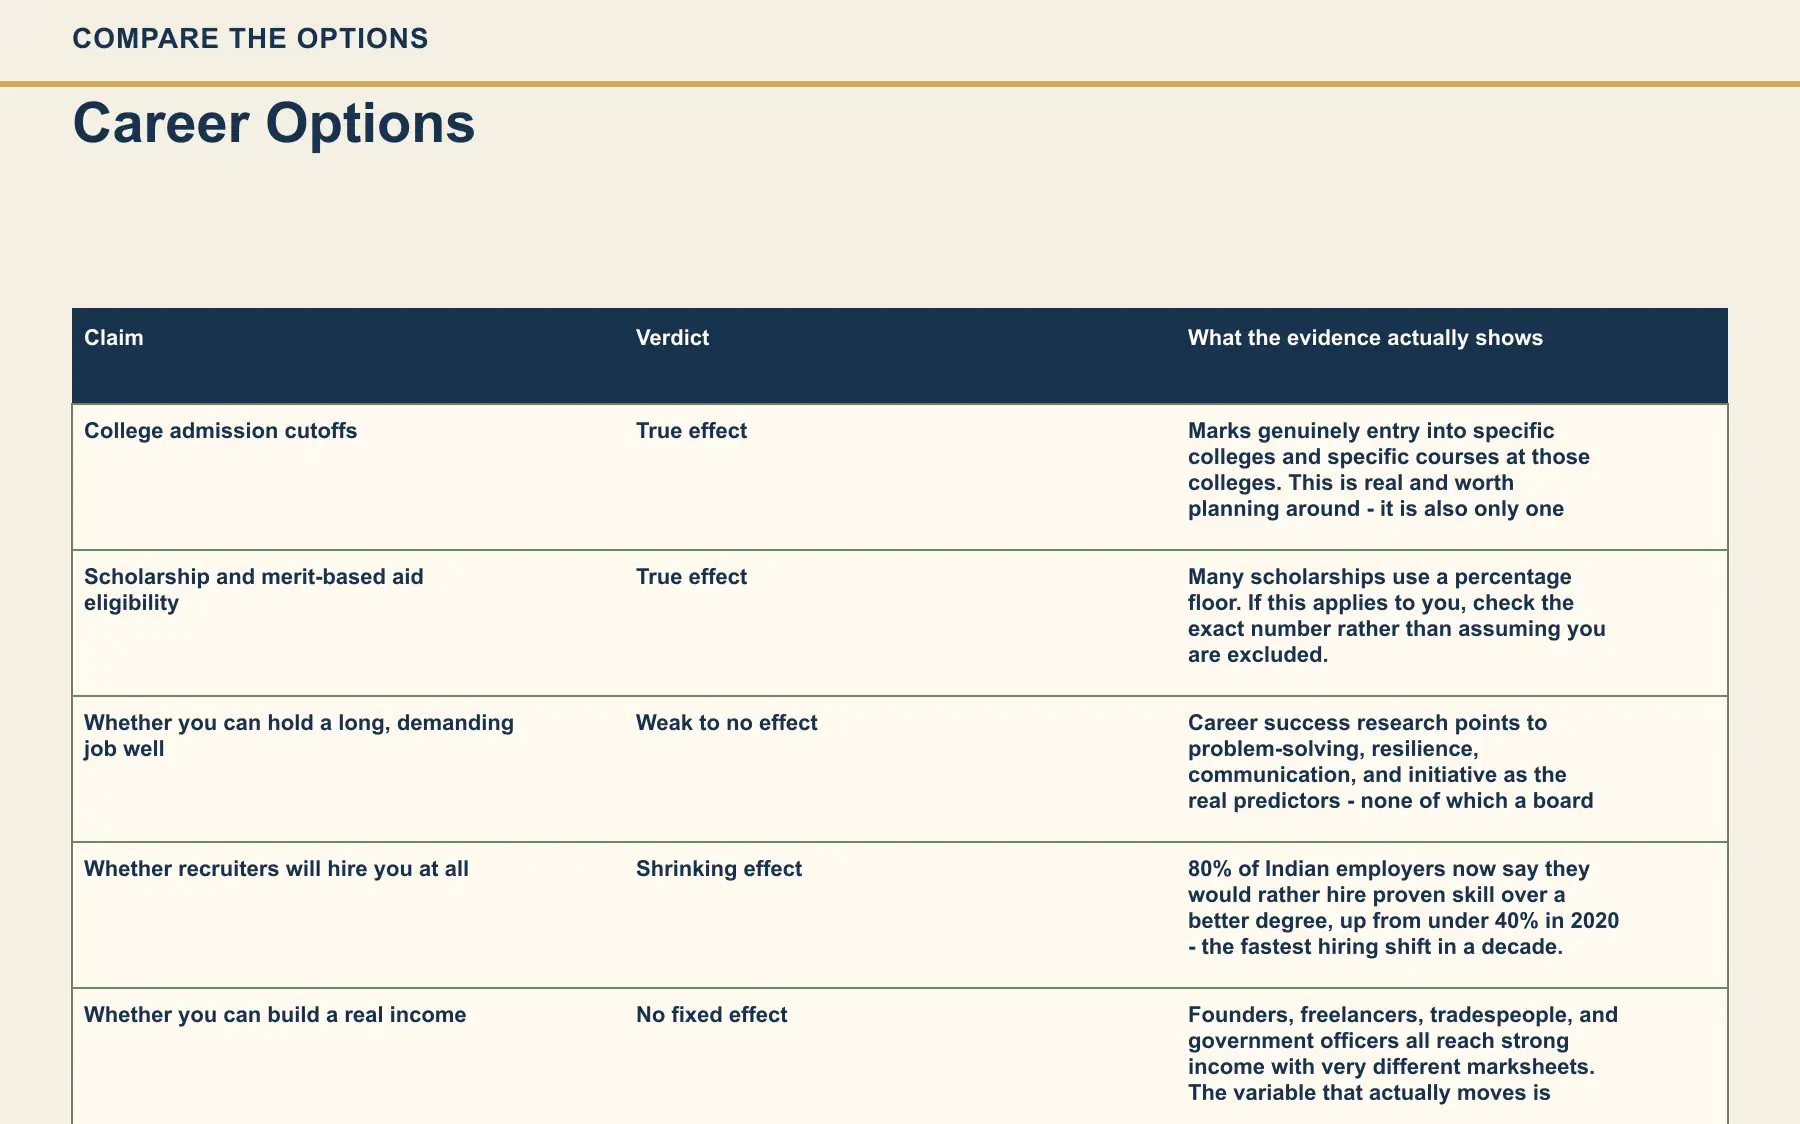 COMPARE THE OPTIONS
Career Options
Claim
Verdict
What the evidence actually shows
College admission cutoffs
True effect
Marks genuinely entry into specific
colleges and specific courses at those
colleges. This is real and worth
planning around - it is also only one
Scholarship and merit-based aid
eligibility
True effect
Many scholarships use a percentage
floor. If this applies to you, check the
exact number rather than assuming you
are excluded.
Whether you can hold a long, demanding
job well
Weak to no effect
Career success research points to
problem-solving, resilience,
communication, and initiative as the
real predictors - none of which a board
Whether recruiters will hire you at all
Shrinking effect
80% of Indian employers now say they
would rather hire proven skill over a
better degree, up from under 40% in 2020
- the fastest hiring shift in a decade.
Whether you can build a real income
No fixed effect
Founders, freelancers, tradespeople, and
government officers all reach strong
income with very different marksheets.
The variable that actually moves is